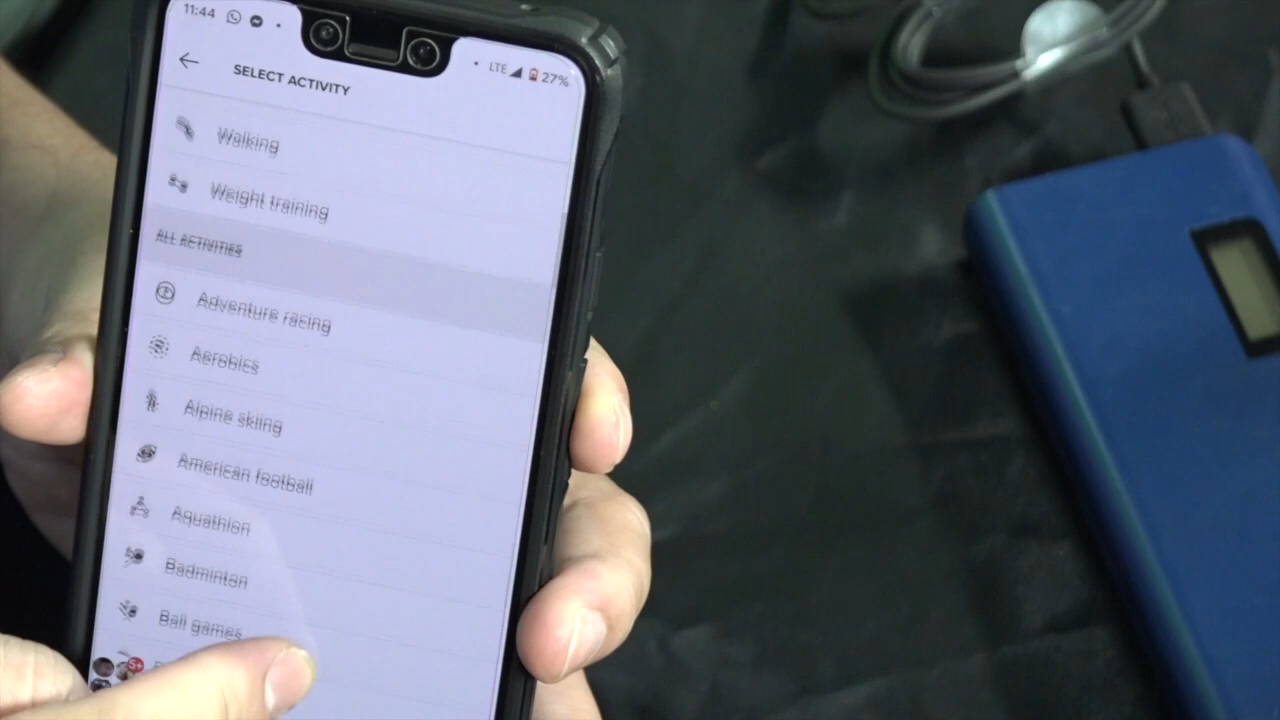 11:44
LTE 27%
SELECT ACTIVITY
Walking
Weight training
ALL ACTIVITIES
Adventure racing
Aerobics
Alpine skiing
American football
Aquathlon
Badminton
Ball games
5+